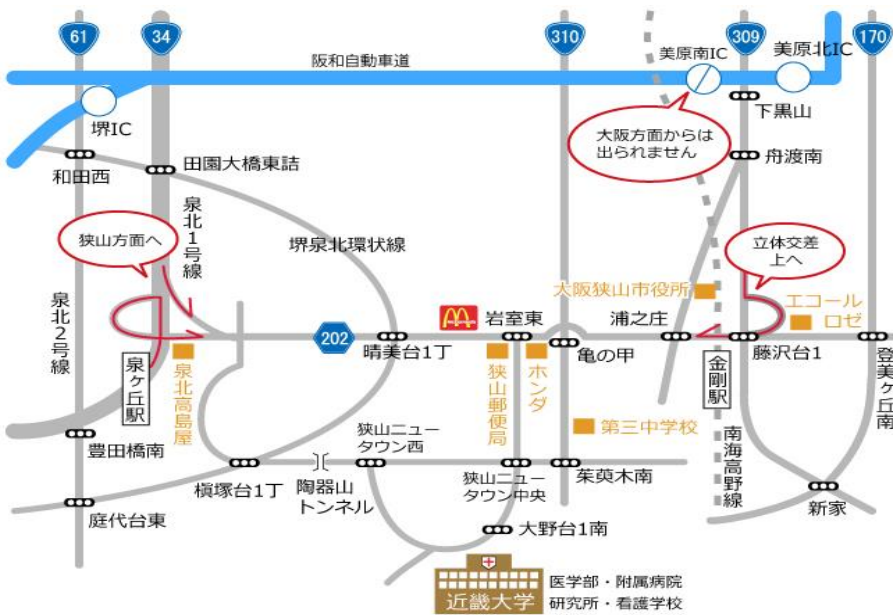 61
34
310
309
170
阪和自動車道
美原南IC
美原北IC
堺IC
下黒山
大阪方面からは
出られません
舟渡南
和田西
田園大橋東詰
泉北1号線
狭山方面へ
堺泉北環状線
立体交差
上へ
大阪狭山市役所
エコール
ロゼ
泉北2号線
202
岩室東
浦之庄
晴美台1丁
亀の甲
藤沢台1
登美ヶ丘南
泉ヶ丘駅
泉北高島屋
狭山郵便局
ホンダ
金剛駅
第三中学校
南海高野線
豊田橋南
狭山ニュー
タウン西
槇塚台1丁
陶器山
トンネル
狭山ニュー
タウン中央
茱萸木南
新家
庭代台東
大野台1南
近畿大学
医学部・附属病院
研究所・看護学校